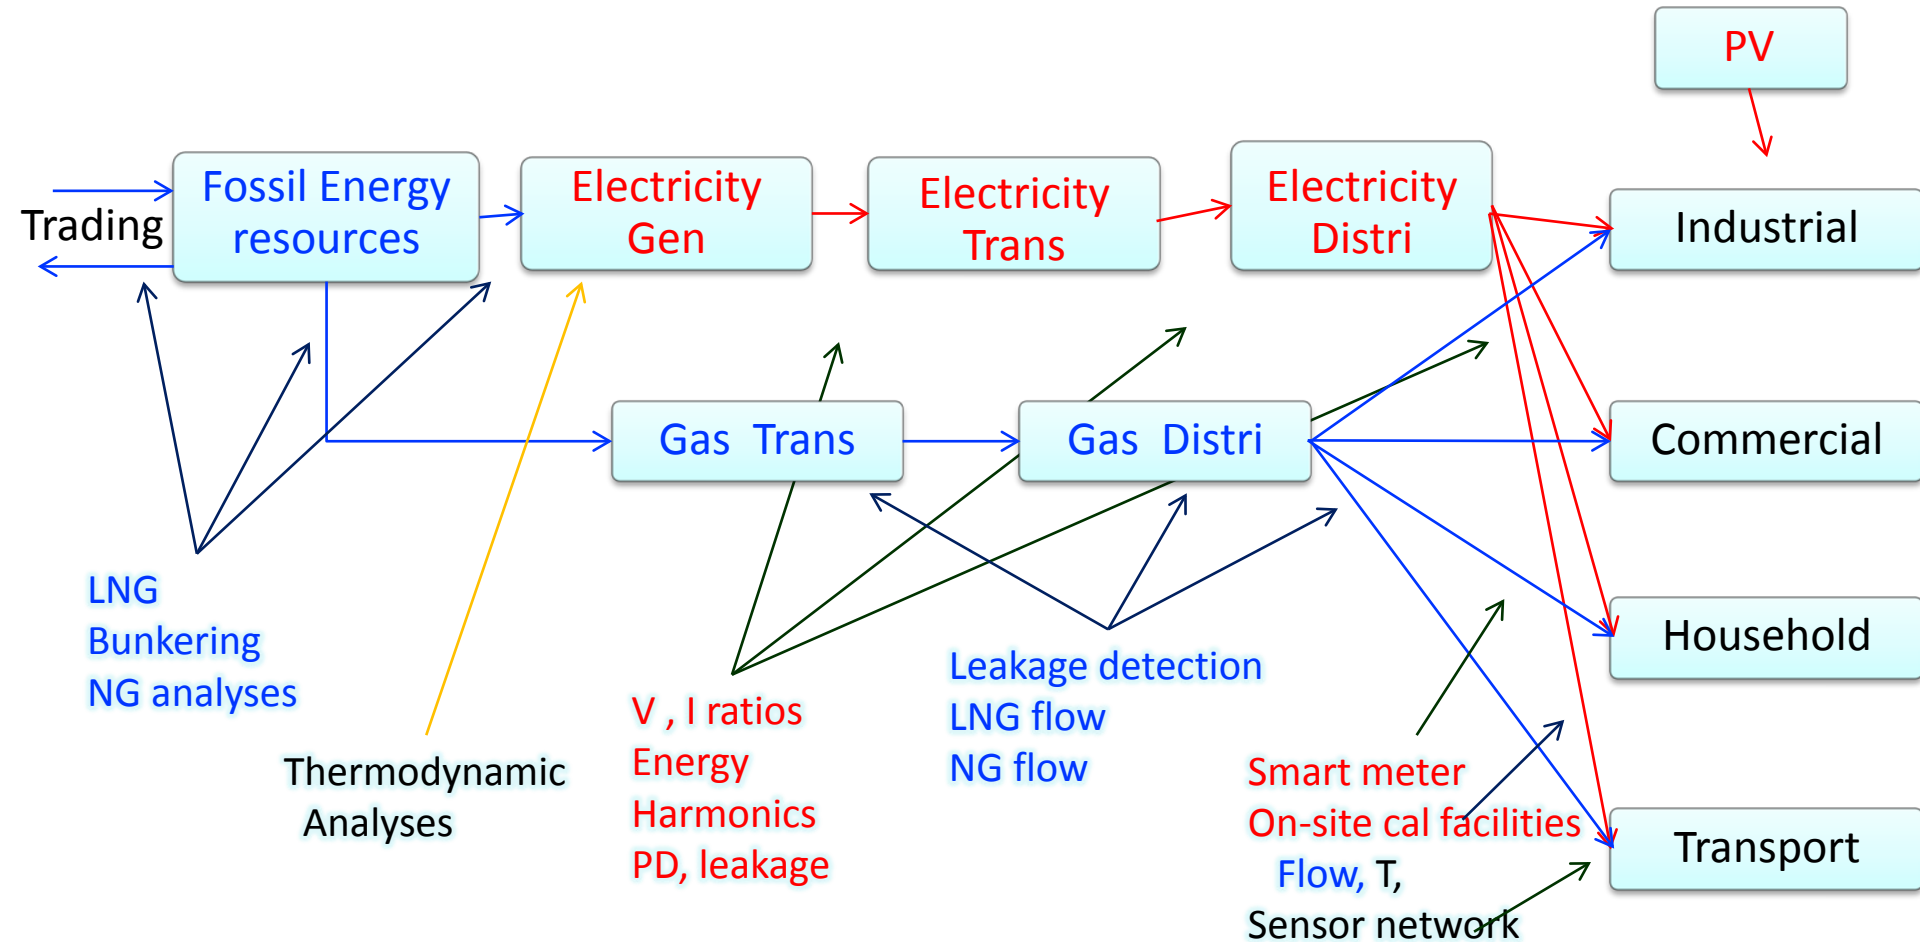 PV
Trading
Fossil Energy
resources
Electricity
Gen
Electricity
Trans
Electricity
Distri
Industrial
Gas Trans
Gas Distri
Commercial
Household
Transport
LNG
Bunkering
NG analyses
Thermodynamic
Analyses
V , I ratios
Energy
Harmonics
PD, leakage
Leakage detection
LNG flow
NG flow
Smart meter
On-site cal facilities
Flow, T,
Sensor network